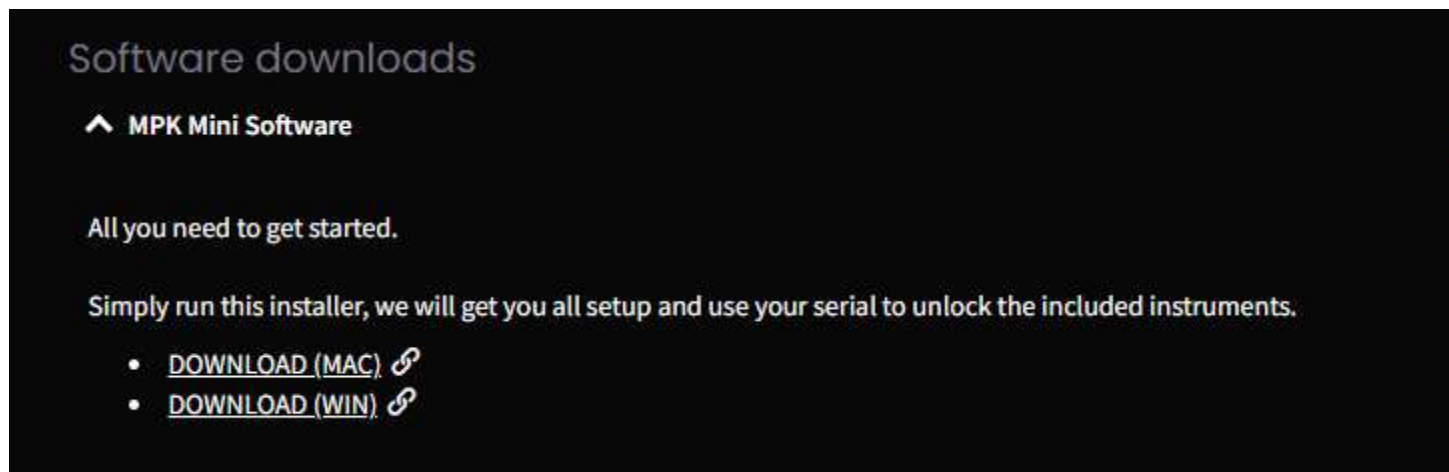 Software downloads
MPK Mini Software
All you need to get started.
Simply run this installer, we will get you all setup and use your serial to unlock the included instruments.
DOWNLOAD (MAC)
DOWNLOAD (WIN)